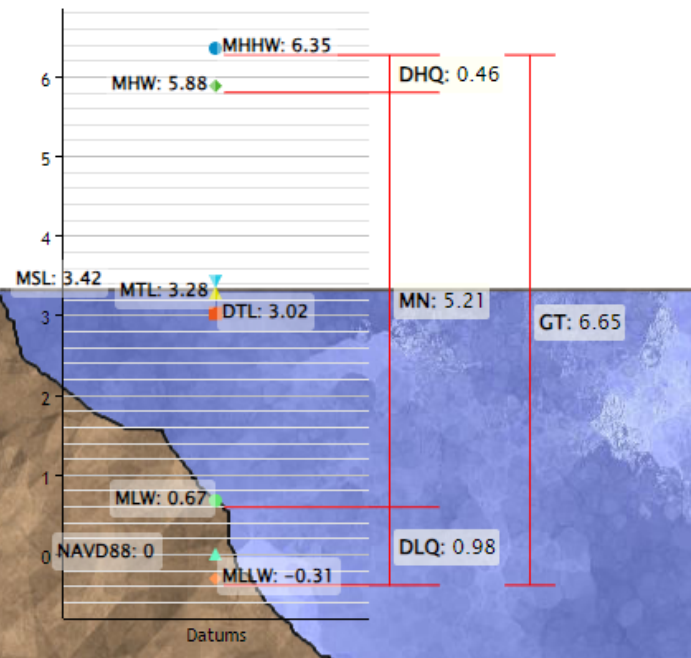 MHHW: 6.35
DHQ: 0.46
6
MHW: 5.88
5
4
MSL: 3.42
MTL: 3.28
MN: 5.21
3
DTL: 3.02
GT: 6.65
2
1
MLW: 0.67
NAVD88: 0
0
DLQ: 0.98
MLLW: −0.31
Datums